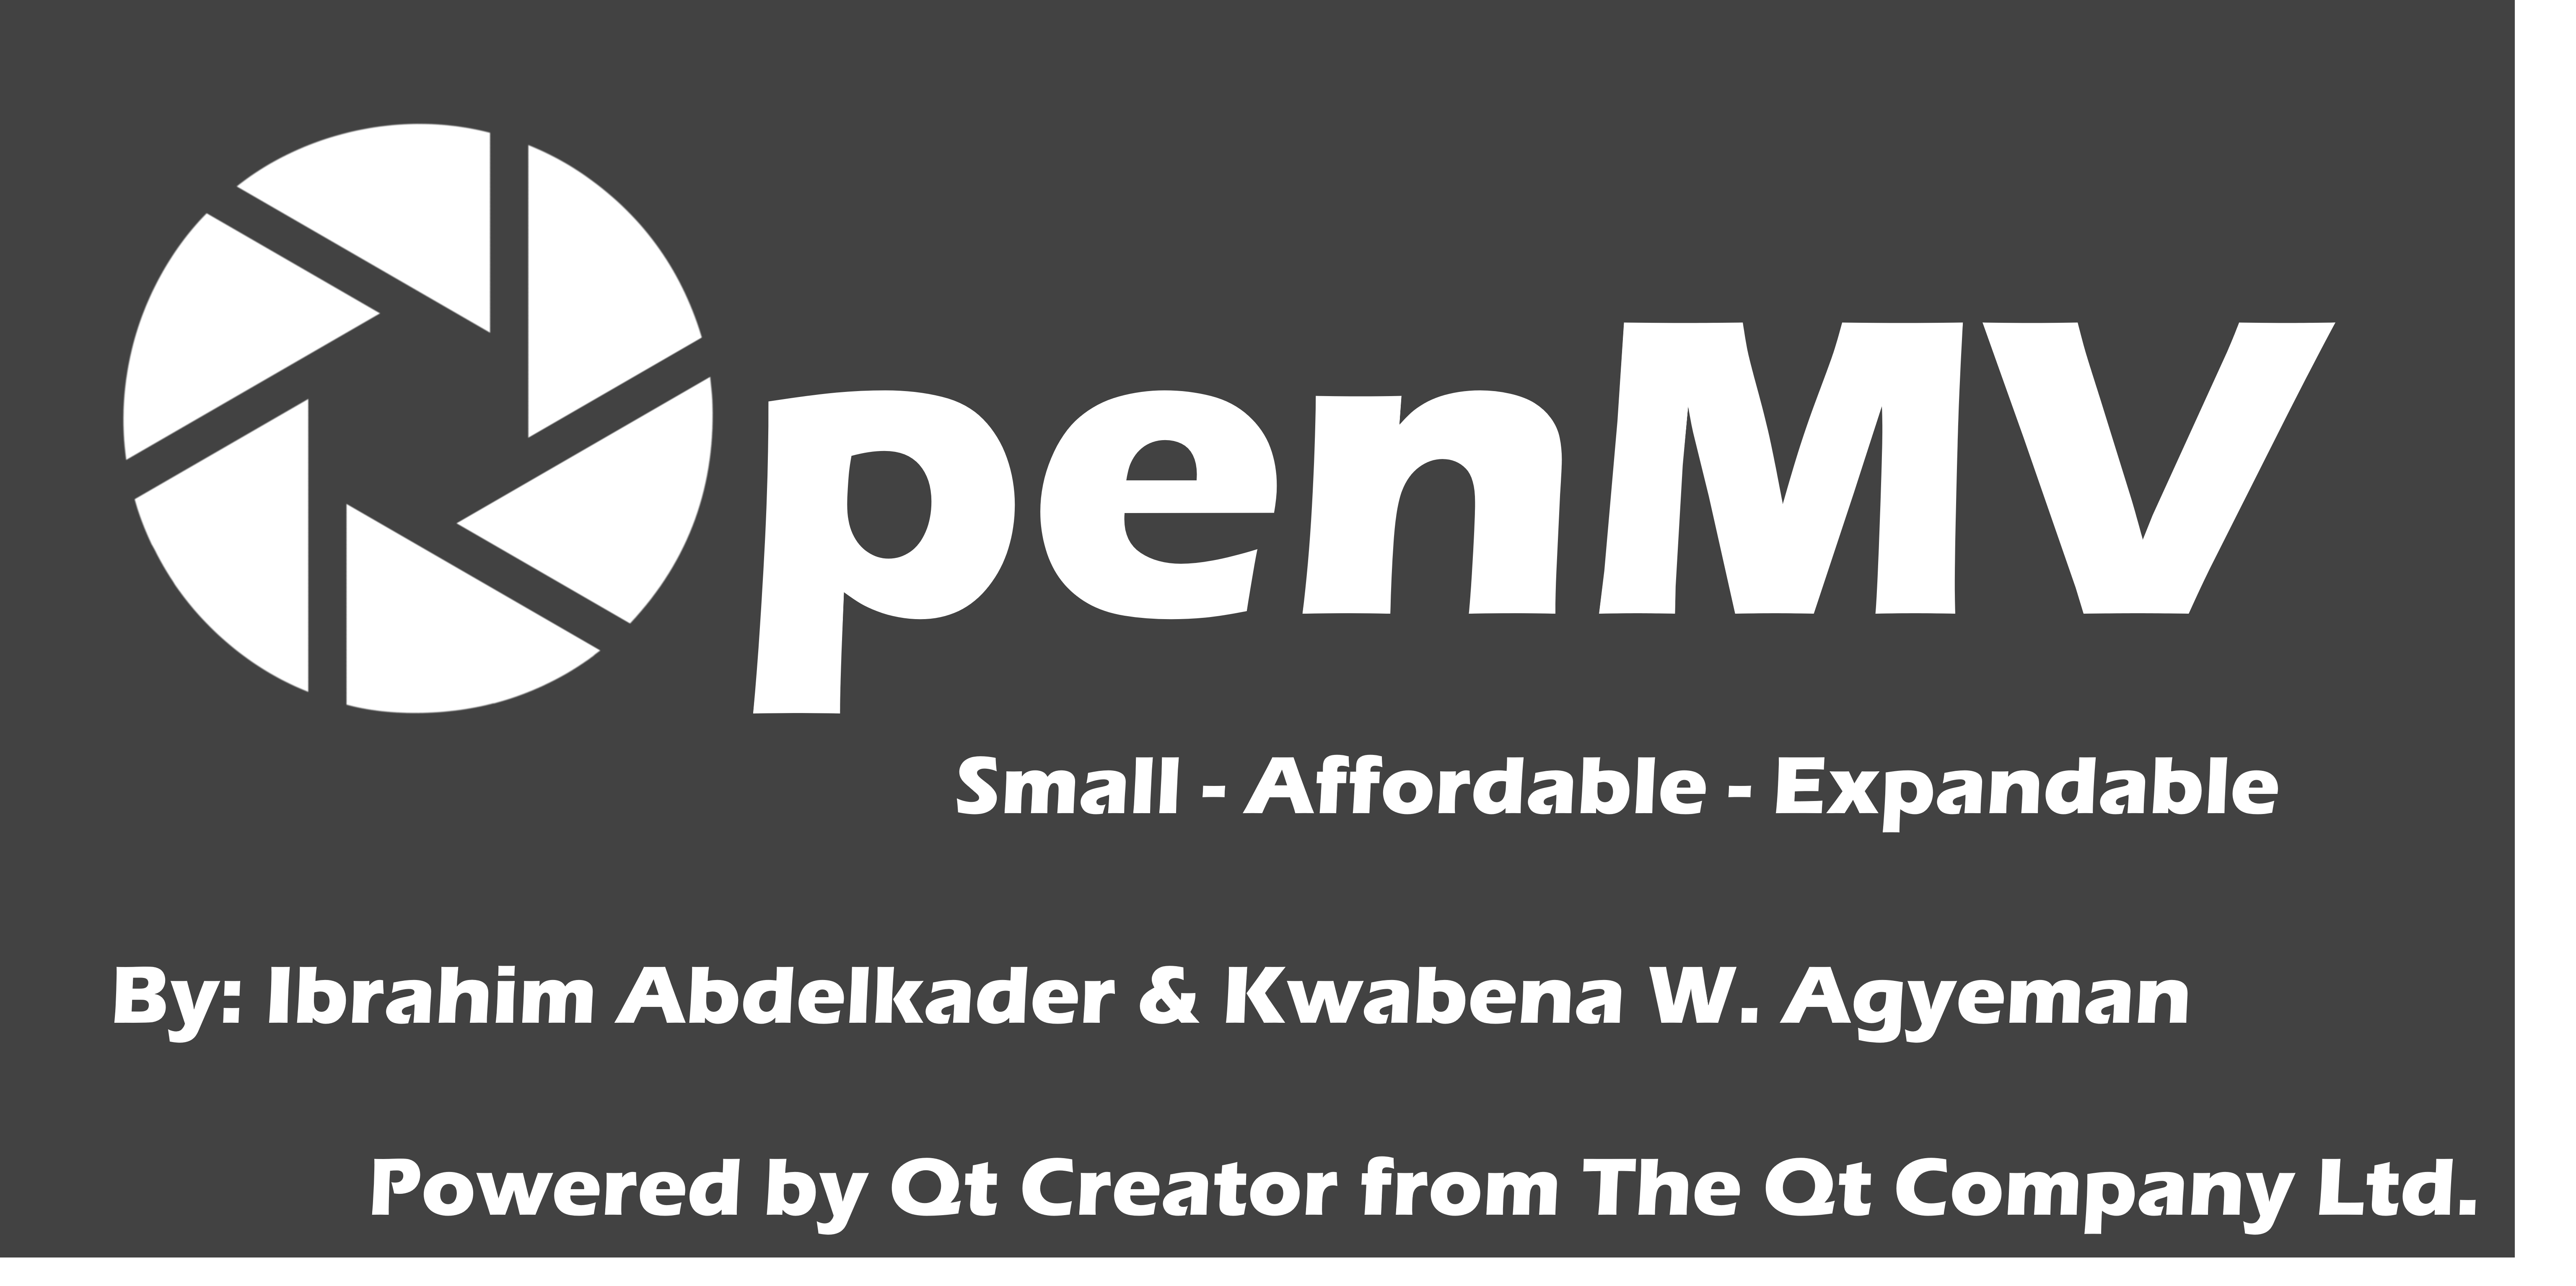 OpenMV
Small - Affordable - Expandable
By: Ibrahim Abdelkader & Kwabena W. Agyeman
Powered by Qt Creator from The Qt Company Ltd.